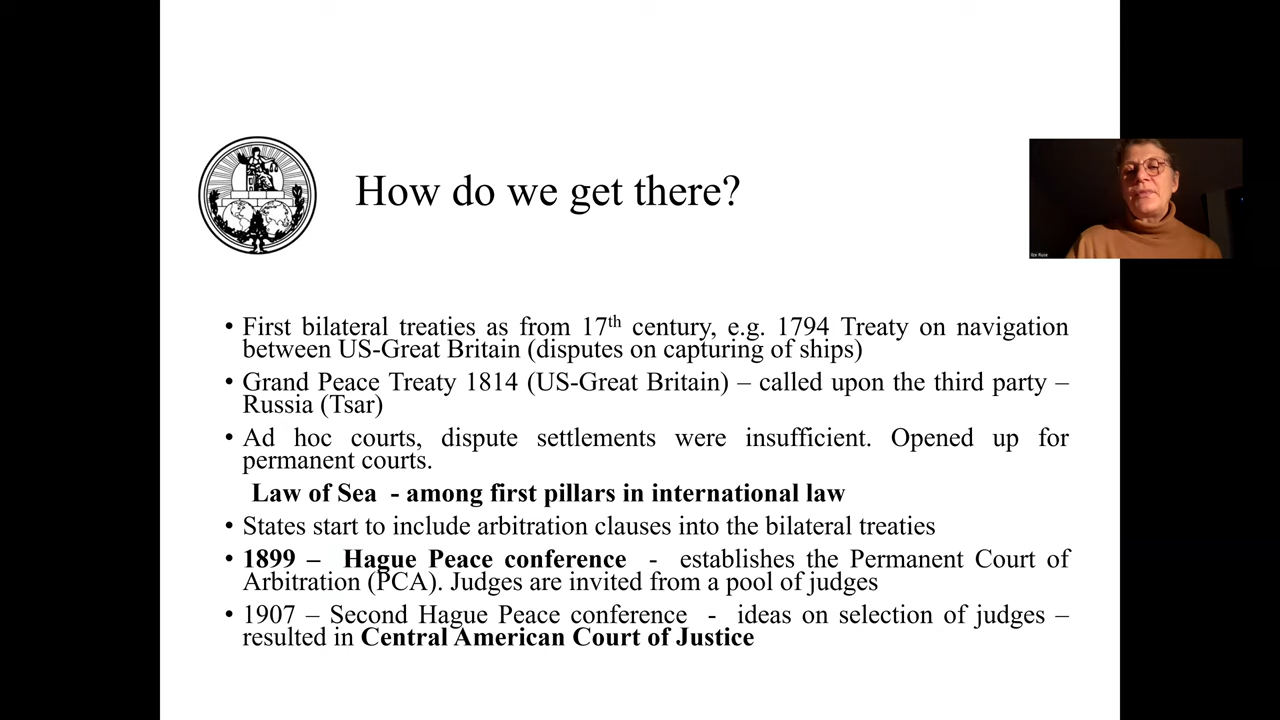 How do we get there?
• First bilateral treaties as from 17th century, e.g. 1794 Treaty on navigation
between US-Great Britain (disputes on capturing of ships)
• Grand Peace Treaty 1814 (US-Great Britain) – called upon the third party –
Russia (Tsar)
• Ad hoc courts, dispute settlements were insufficient. Opened up for
permanent courts.
Law of Sea - among first pillars in international law
• States start to include arbitration clauses into the bilateral treaties
• 1899 – Hague Peace conference - establishes the Permanent Court of
Arbitration (PCA). Judges are invited from a pool of judges
• 1907 – Second Hague Peace conference - ideas on selection of judges –
resulted in Central American Court of Justice